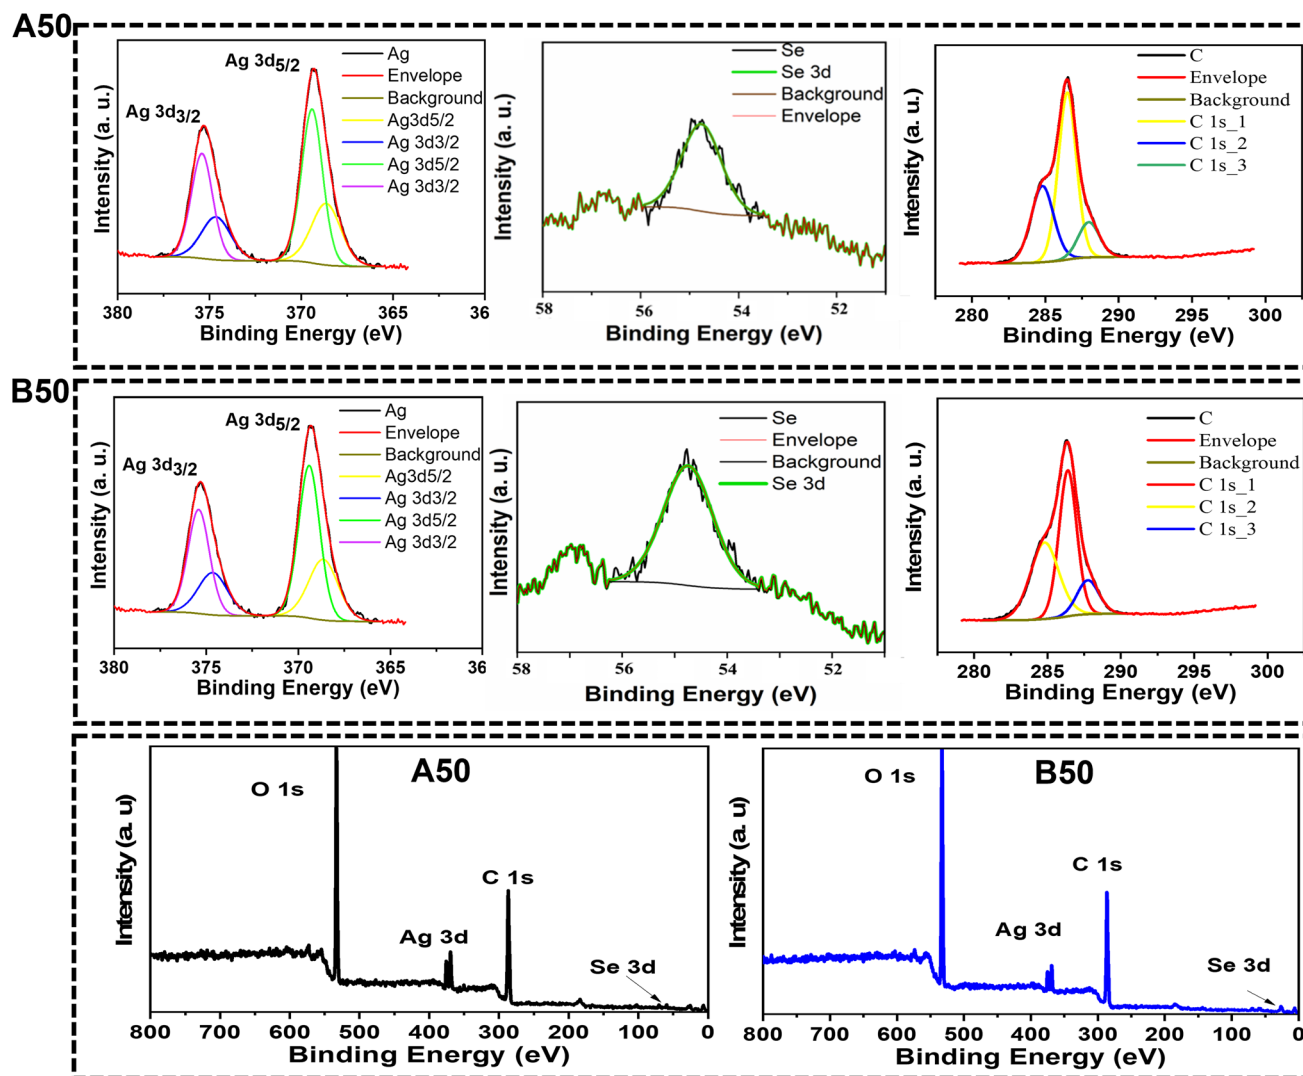 A50
Intensity (a. u.)
Ag 3d3/2
Ag 3d5/2
Ag
Envelope
Background
Ag3d5/2
Ag 3d3/2
Ag 3d5/2
Ag 3d3/2
380 375 370 365 36
Binding Energy (eV)
Intensity (a. u.)
Se
Se 3d
Background
Envelope
58 56 54 52
Binding Energy (eV)
Intensity (a. u.)
C
Envelope
Background
C 1s_1
C 1s_2
C 1s_3
280 285 290 295 300
Binding Energy (eV)
B50
Intensity (a. u.)
Ag 3d3/2
Ag 3d5/2
Ag
Envelope
Background
Ag3d5/2
Ag 3d3/2
Ag 3d5/2
Ag 3d3/2
380 375 370 365 36
Binding Energy (eV)
Intensity (a. u.)
Se
Envelope
Background
Se 3d
58 56 54 52
Binding Energy (eV)
Intensity (a. u.)
C
Envelope
Background
C 1s_1
C 1s_2
C 1s_3
280 285 290 295 300
Binding Energy (eV)
Intensity (a. u)
A50
O 1s
C 1s
Ag 3d
Se 3d
800 700 600 500 400 300 200 100 0
Binding Energy (eV)
Intensity (a. u)
B50
O 1s
C 1s
Ag 3d
Se 3d
800 700 600 500 400 300 200 100 0
Binding Energy (eV)